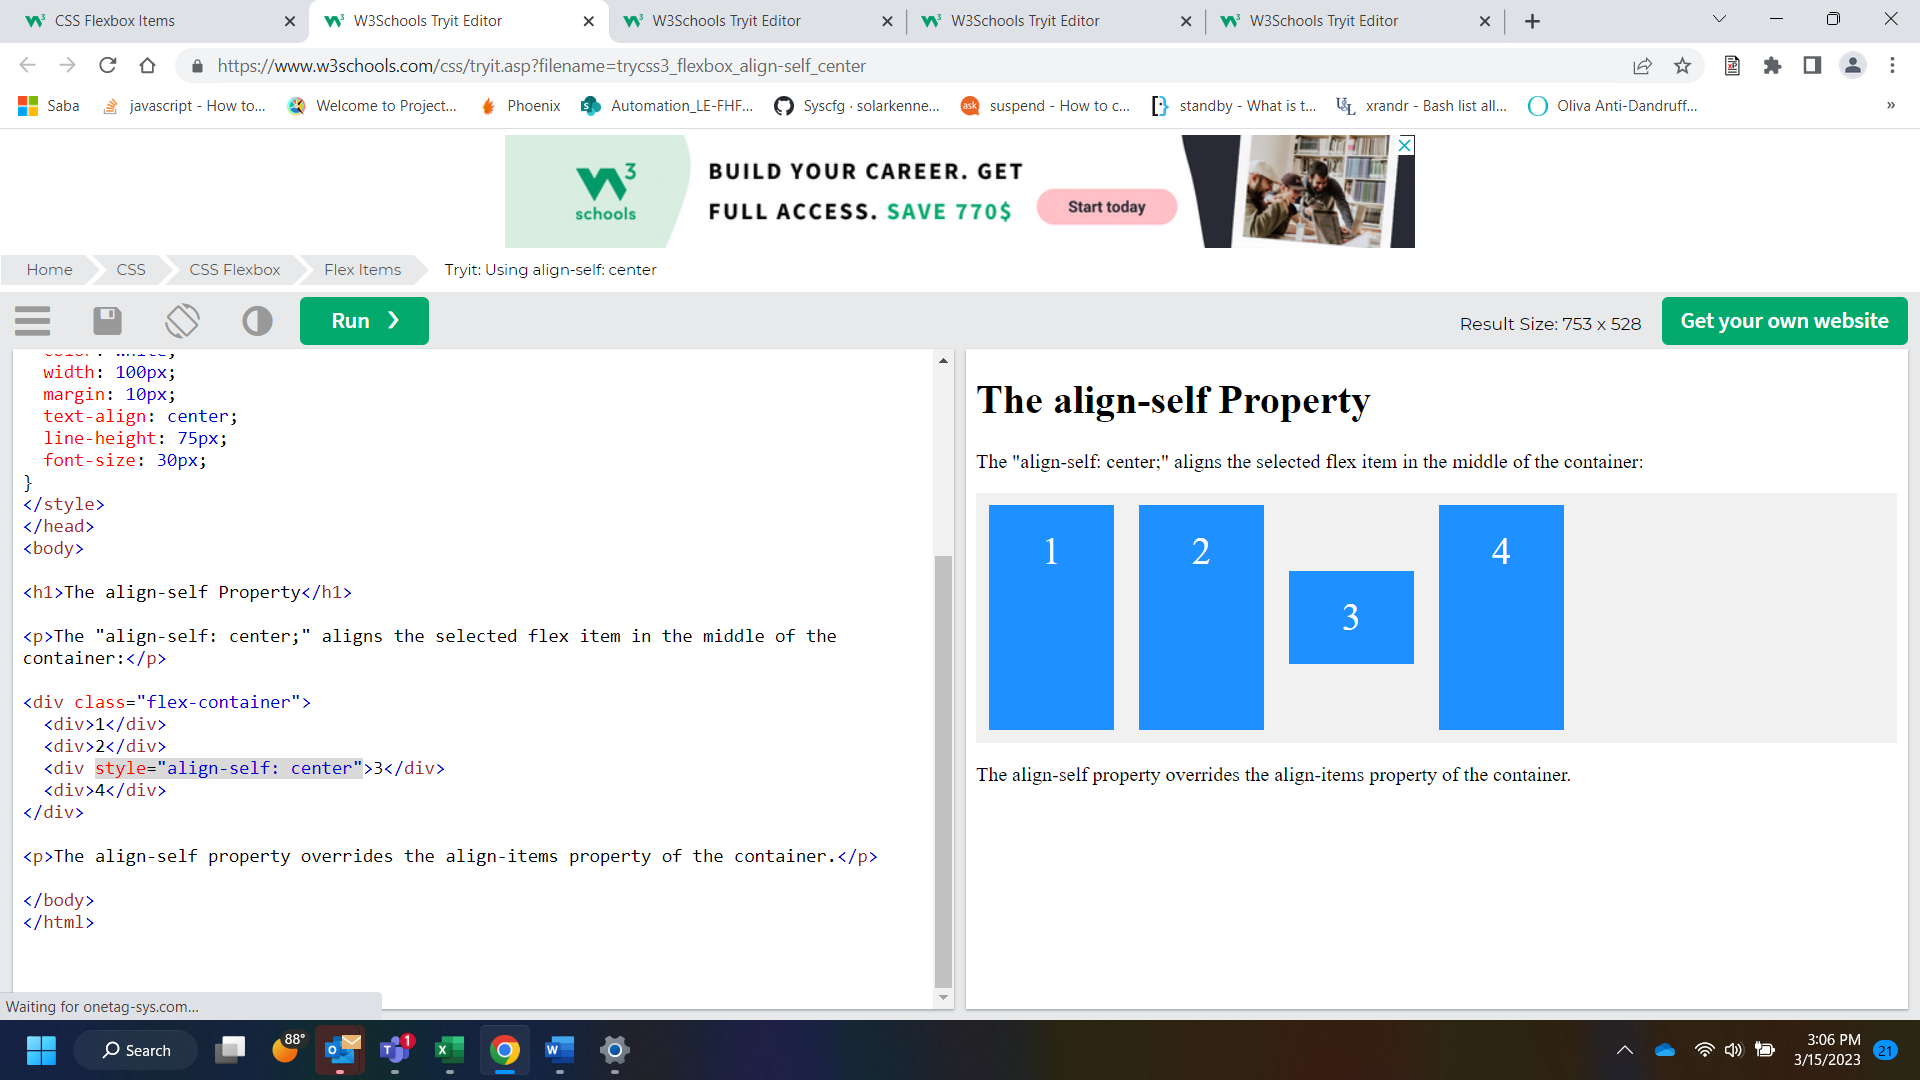 CSS Flexbox Items
W3Schools Tryit Editor
W3Schools Tryit Editor
W3Schools Tryit Editor
W3Schools Tryit Editor
https://www.w3schools.com/css/tryit.asp?filename=trycss3_flexbox_align-self_center
Saba
javascript - How to...
Welcome to Project...
Phoenix
Automation_LE-FHF...
Syscfg · solarkenne...
ask
suspend - How to c...
standby - What is t...
xrandr - Bash list all...
Oliva Anti-Dandruff...
»
3
schools
BUILD YOUR CAREER. GET
FULL ACCESS. SAVE 770$
Start today
Home
CSS
CSS Flexbox
Flex Items
Tryit: Using align-self: center
Run ❯
Result Size: 753 x 528
Get your own website
color: white;
width: 100px;
margin: 10px;
text-align: center;
line-height: 75px;
font-size: 30px;
}
</style>
</head>
<body>
<h1>The align-self Property</h1>
<p>The "align-self: center;" aligns the selected flex item in the middle of the
container:</p>
<div class="flex-container">
<div>1</div>
<div>2</div>
<div style="align-self: center">3</div>
<div>4</div>
</div>
<p>The align-self property overrides the align-items property of the container.</p>
</body>
</html>
The align-self Property
The "align-self: center;" aligns the selected flex item in the middle of the container:
1
2
3
4
The align-self property overrides the align-items property of the container.
Waiting for onetag-sys.com...
Search
88°
1
3:06 PM
3/15/2023
21